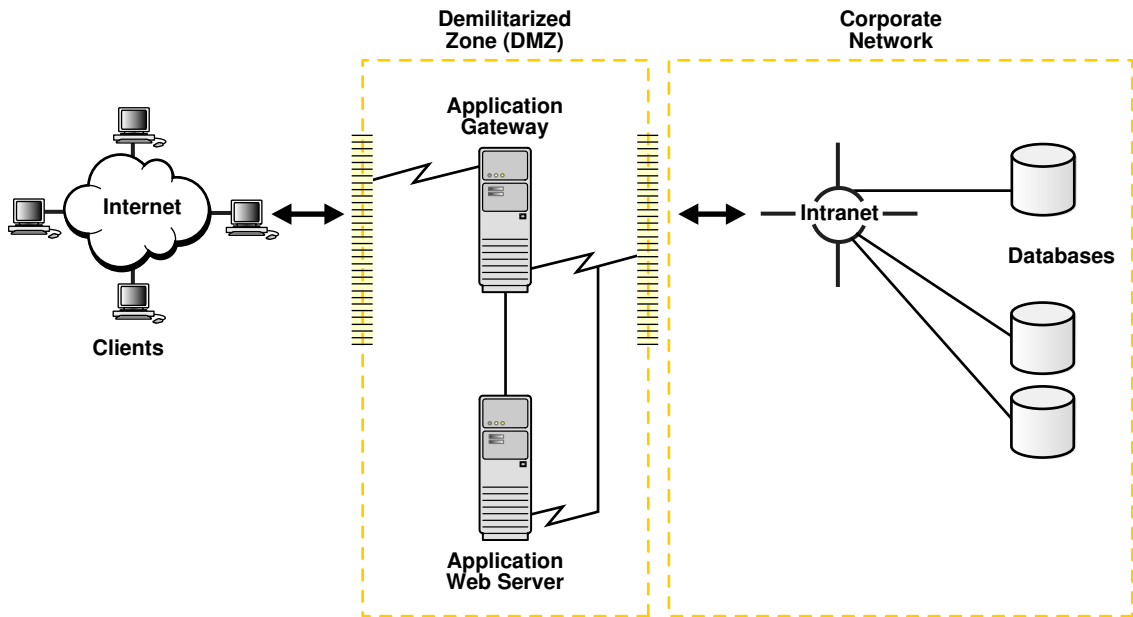 Demilitarized
Zone (DMZ)
Corporate
Network
Application
Gateway
Internet
Intranet
Databases
Clients
Application
Web Server